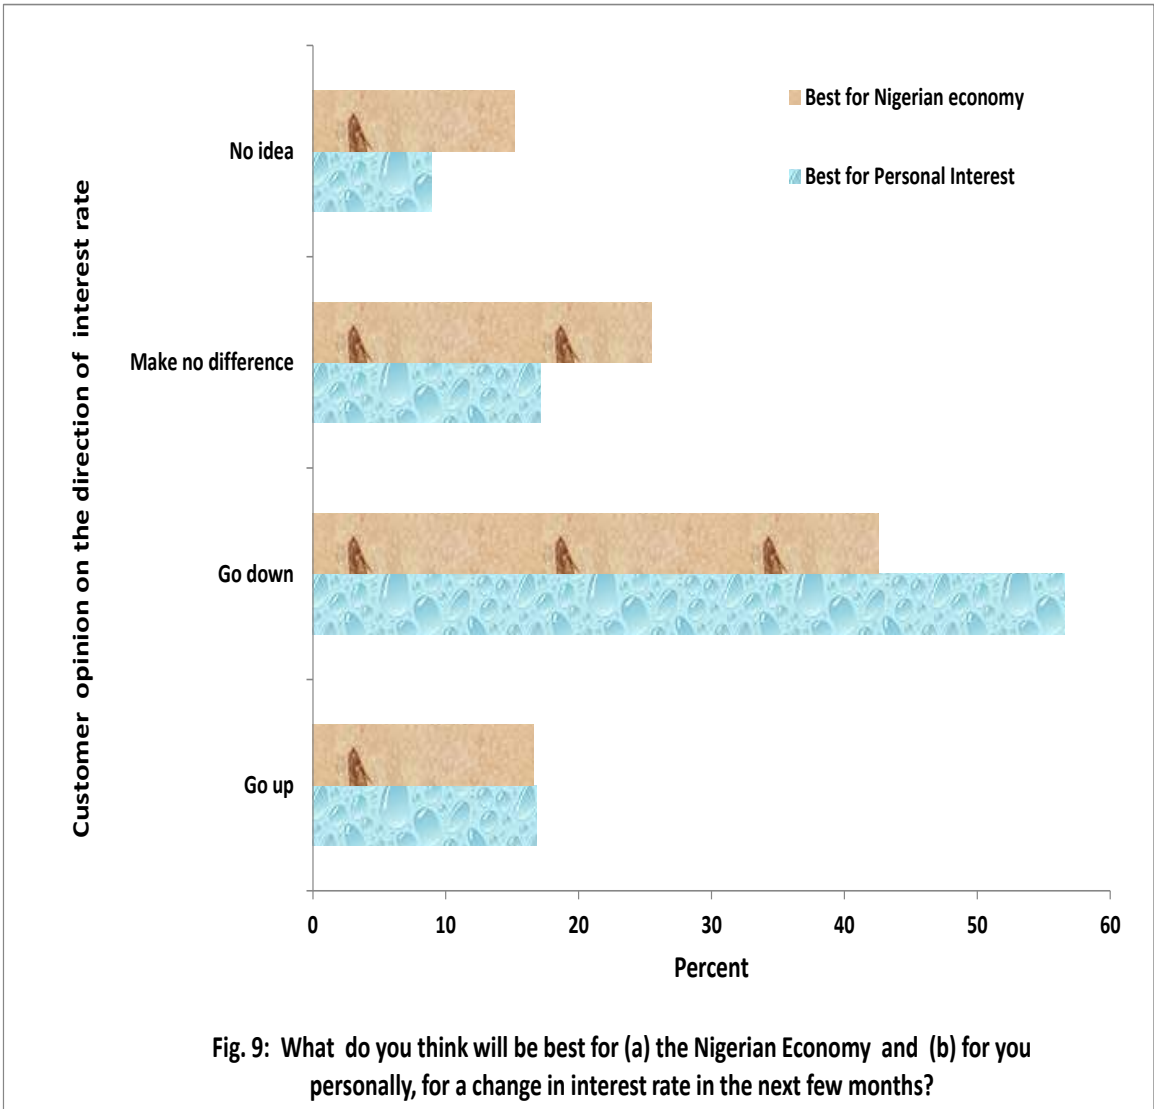 Best for Nigerian economy
Best for Personal Interest
Customer opinion on the direction of interest rate
No idea
Make no difference
Go down
Go up
0 10 20 30 40 50 60
Percent
Fig. 9: What do you think will be best for (a) the Nigerian Economy and (b) for you
personally, for a change in interest rate in the next few months?